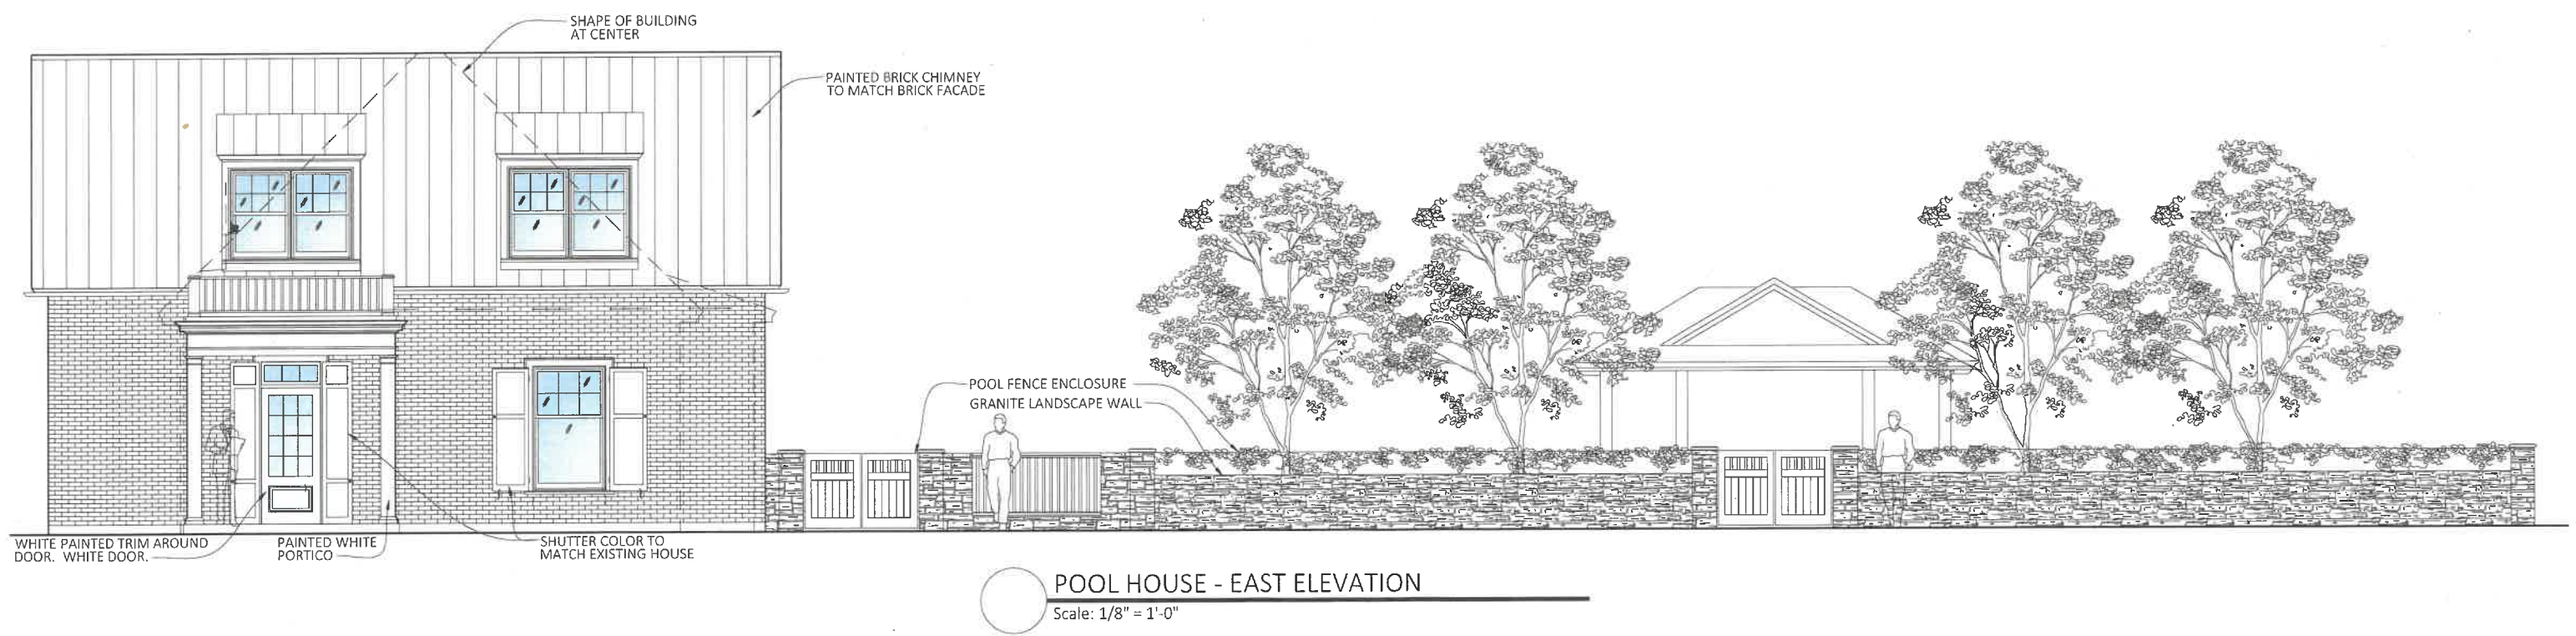 SHAPE OF BUILDING
AT CENTER
PAINTED BRICK CHIMNEY
TO MATCH BRICK FACADE
POOL FENCE ENCLOSURE
GRANITE LANDSCAPE WALL
WHITE PAINTED TRIM AROUND
DOOR. WHITE DOOR.
PAINTED WHITE
PORTICO
SHUTTER COLOR TO
MATCH EXISTING HOUSE
POOL HOUSE - EAST ELEVATION
Scale: 1/8" = 1'-0"